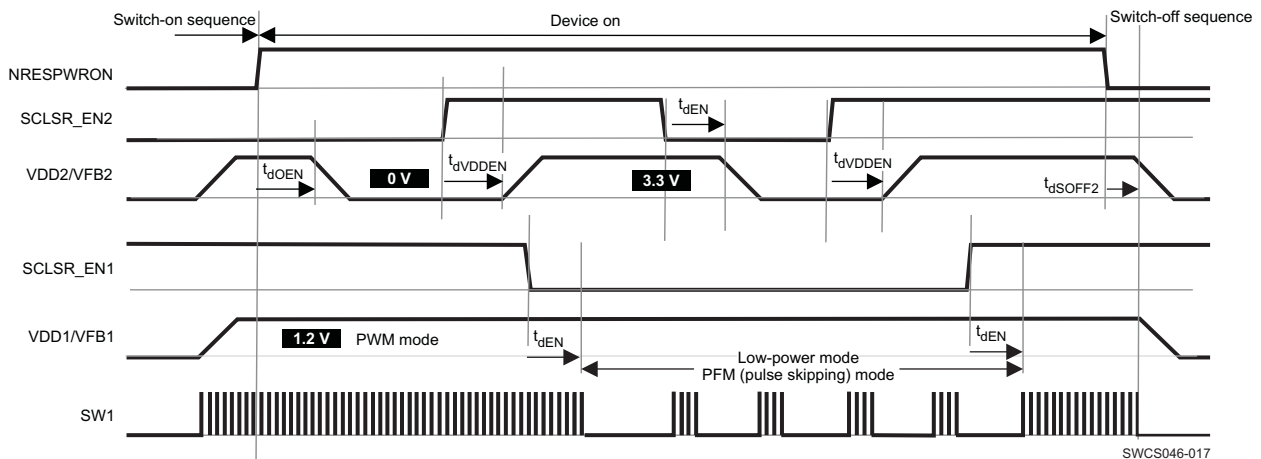 Switch-on sequence
Device on
Switch-off sequence
NRESPWRON
SCLSR_EN2
tdEN
VDD2/VFB2
tdOEN
0 V
tdVDDEN
3.3 V
tdVDDEN
tdSOFF2
SCLSR_EN1
VDD1/VFB1
1.2 V PWM mode
tdEN
tdEN
Low-power mode
PFM (pulse skipping) mode
SW1
SWCS046-017